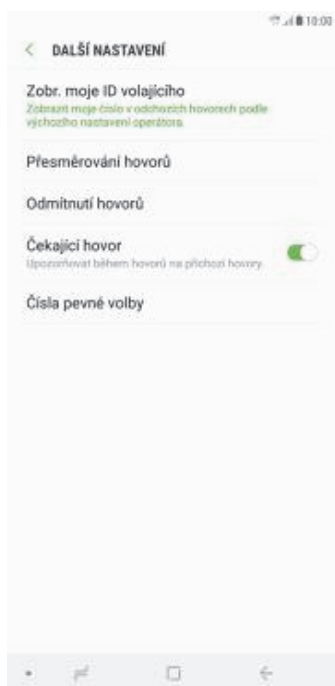 10:00
DALŠÍ NASTAVENÍ
Zobr. moje ID volajícího
Zobrazit moje číslo v odchozích hovorech podle
výchozího nastavení operátora.
Přesměrování hovorů
Odmítnutí hovorů
Čekající hovor
Upozorňovat během hovorů na příchozí hovory.
Čísla pevné volby